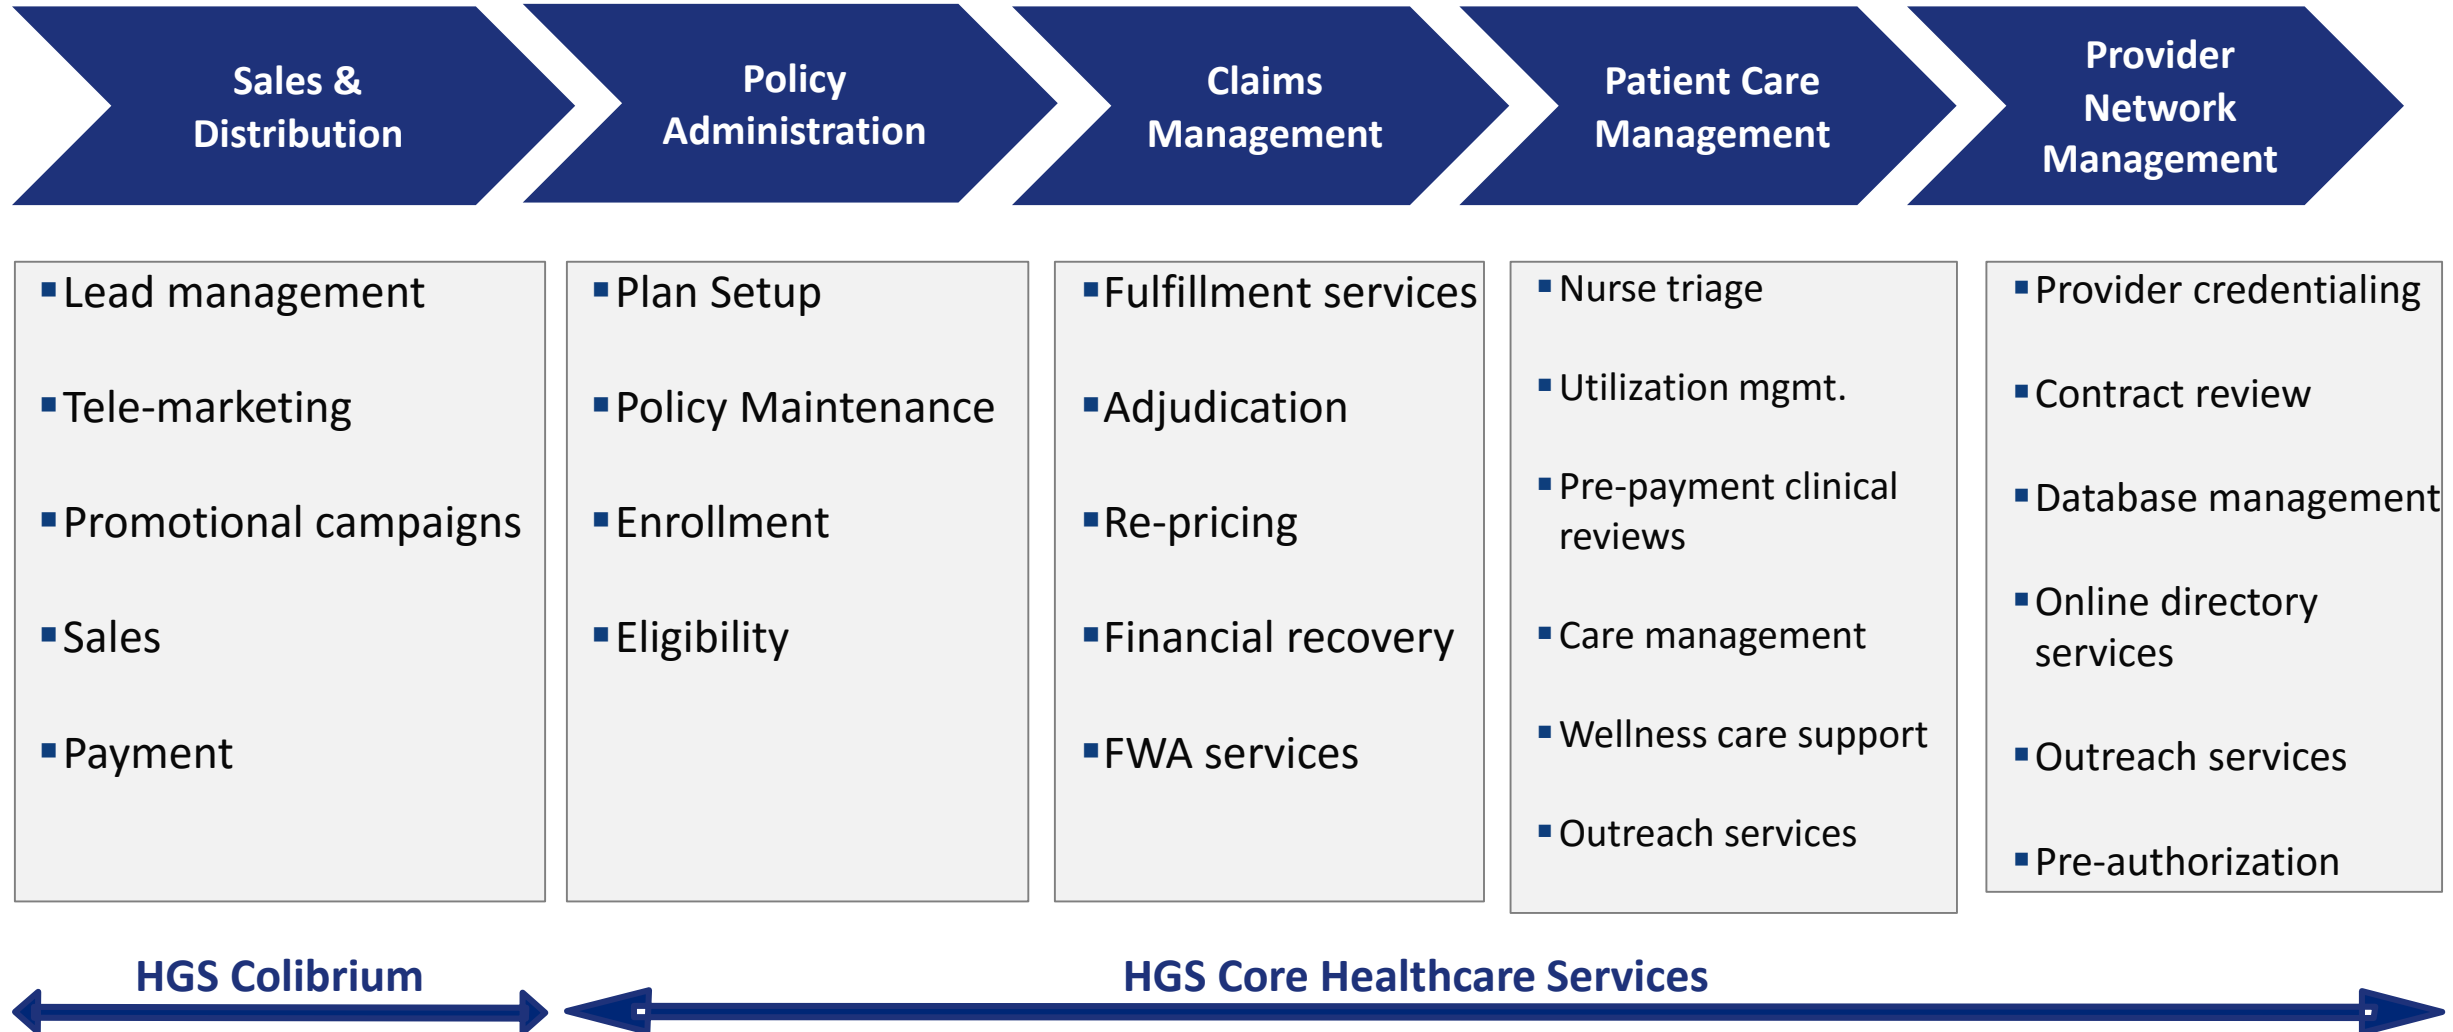 Sales &
Distribution
Policy
Administration
Claims
Management
Patient Care
Management
Provider
Network
Management
▪Lead management
▪Tele-marketing
▪Promotional campaigns
▪Sales
▪Payment
▪Plan Setup
▪Policy Maintenance
▪Enrollment
▪Eligibility
▪Fulfillment services
▪Adjudication
▪Re-pricing
▪Financial recovery
▪FWA services
▪Nurse triage
▪Utilization mgmt.
▪Pre-payment clinical
reviews
▪Care management
▪Wellness care support
▪Outreach services
▪Provider credentialing
▪Contract review
▪Database management
▪Online directory
services
▪Outreach services
▪Pre-authorization
HGS Colibrium
HGS Core Healthcare Services